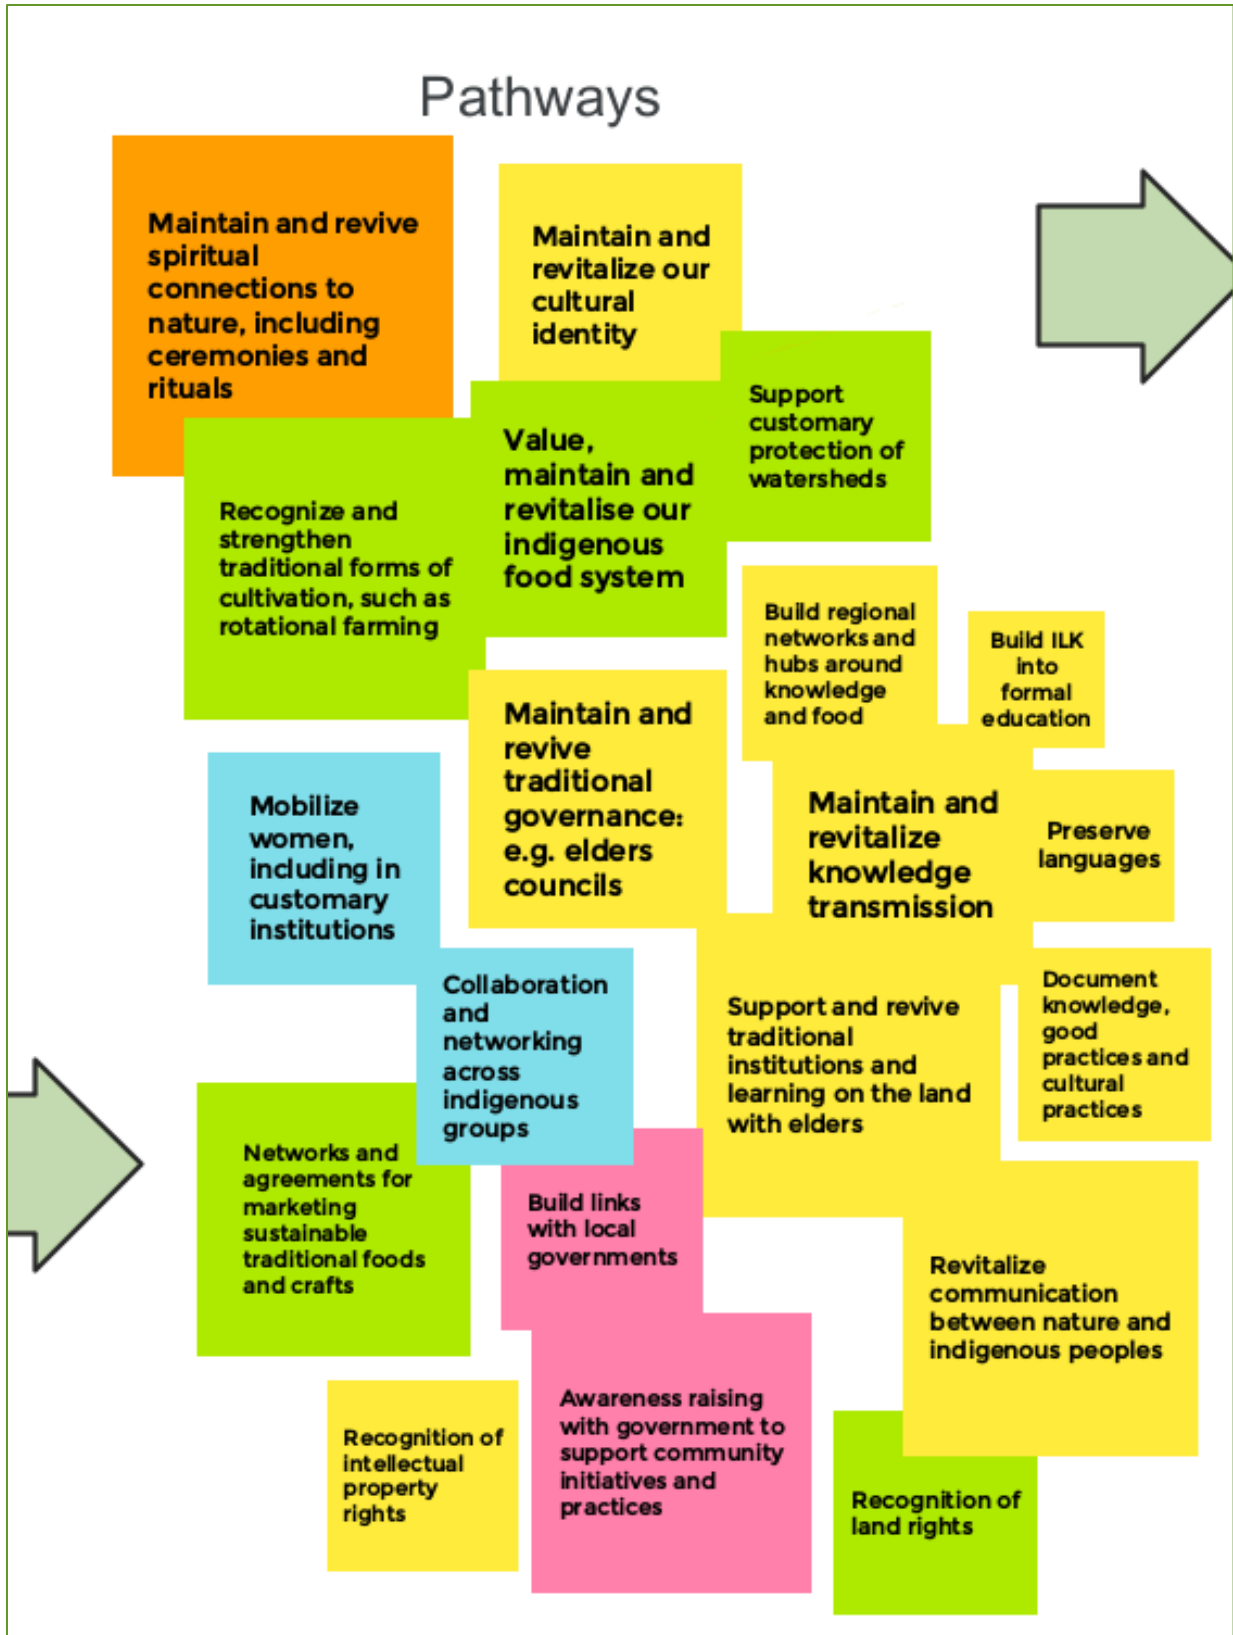 Pathways
Maintain and revive
spiritual
connections to
nature, including
ceremonies and
rituals
Maintain and
revitalize our
cultural
identity
Support
customary
protection of
watersheds
Value,
maintain and
revitalise our
indigenous
food system
Recognize and
strengthen
traditional forms of
cultivation, such as
rotational farming
Build regional
networks and
hubs around
knowledge
and food
Build ILK
into
formal
education
Maintain and
revive
traditional
governance:
e.g. elders
councils
Mobilize
women,
including in
customary
institutions
Maintain and
revitalize
knowledge
transmission
Preserve
languages
Collaboration
and
networking
across
indigenous
groups
Support and revive
traditional
institutions and
learning on the land
with elders
Document
knowledge,
good
practices and
cultural
practices
Networks and
agreements for
marketing
sustainable
traditional foods
and crafts
Build links
with local
governments
Revitalize
communication
between nature and
indigenous peoples
Awareness raising
with government to
support community
initiatives and
practices
Recognition of
intellectual
property
rights
Recognition of
land rights